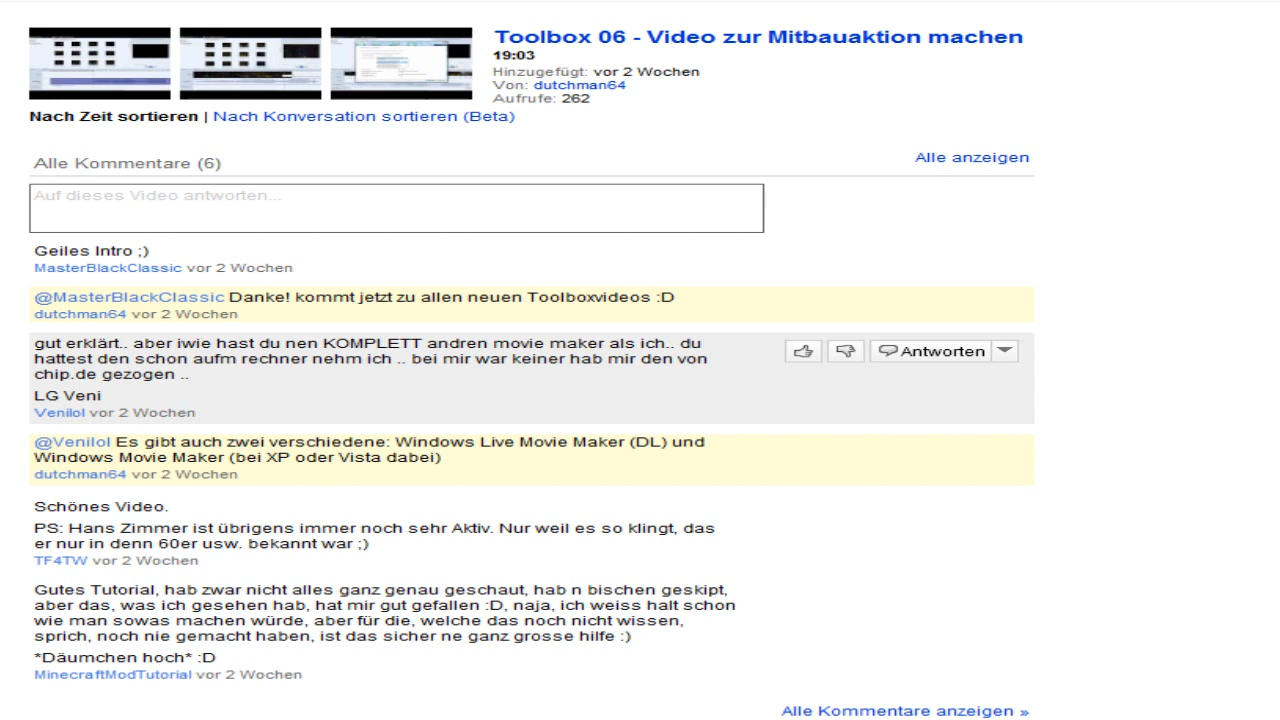 Toolbox 06 - Video zur Mitbauaktion machen
19:03
Hinzugefügt: vor 2 Wochen
Von: dutchman64
Aufrufe: 262
Nach Zeit sortieren | Nach Konversation sortieren (Beta)
Alle Kommentare (6)
Alle anzeigen
Auf dieses Video antworten...
Geiles Intro ;)
MasterBlackClassic vor 2 Wochen
@MasterBlackClassic Danke! kommt jetzt zu allen neuen Toolboxvideos :D
dutchman64 vor 2 Wochen
gut erklärt.. aber iwie hast du nen KOMPLETT andren movie maker als ich.. du
hattest den schon aufm rechner nehm ich .. bei mir war keiner hab mir den von
chip.de gezogen ..
Antworten
LG Veni
Venilol vor 2 Wochen
@Venilol Es gibt auch zwei verschiedene: Windows Live Movie Maker (DL) und
Windows Movie Maker (bei XP oder Vista dabei)
dutchman64 vor 2 Wochen
Schönes Video.
PS: Hans Zimmer ist übrigens immer noch sehr Aktiv. Nur weil es so klingt, das
er nur in denn 60er usw. bekannt war ;)
TF4TW vor 2 Wochen
Gutes Tutorial, hab zwar nicht alles ganz genau geschaut, hab n bischen geskipt,
aber das, was ich gesehen hab, hat mir gut gefallen :D, naja, ich weiss halt schon
wie man sowas machen würde, aber für die, welche das noch nicht wissen,
sprich, noch nie gemacht haben, ist das sicher ne ganz grosse hilfe :)
*Däumchen hoch* :D
MinecraftModTutorial vor 2 Wochen
Alle Kommentare anzeigen »